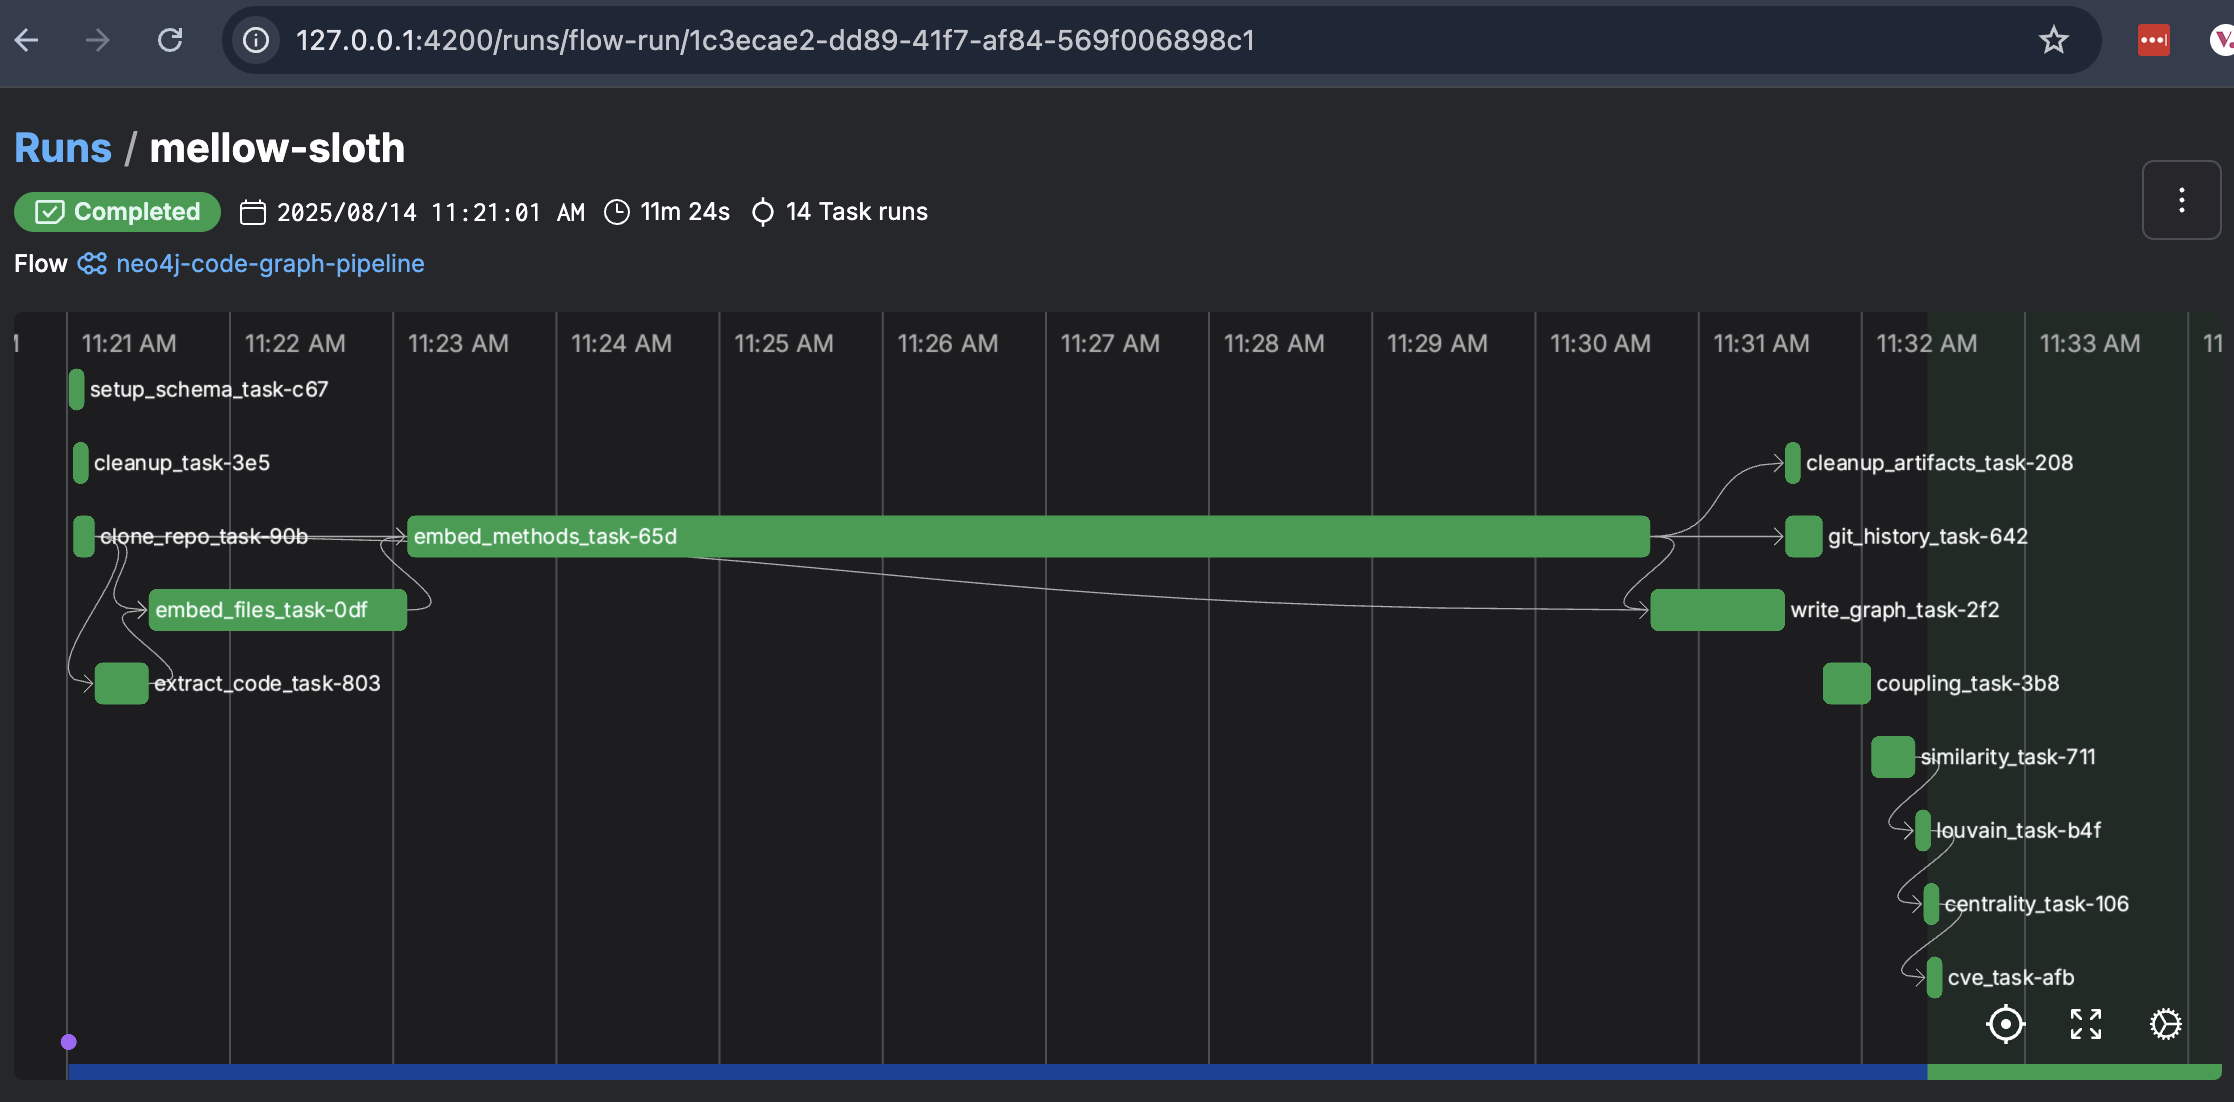 127.0.0.1:4200/runs/flow-run/1c3ecae2-dd89-41f7-af84-569f006898c1
Runs / mellow-sloth
Completed 2025/08/14 11:21:01 AM 11m 24s 14 Task runs
Flow neo4j-code-graph-pipeline
M 11:21 AM 11:22 AM 11:23 AM 11:24 AM 11:25 AM 11:26 AM 11:27 AM 11:28 AM 11:29 AM 11:30 AM 11:31 AM 11:32 AM 11:33 AM 11
setup_schema_task-c67
cleanup_task-3e5 cleanup_artifacts_task-208
clone_repo_task-90b embed_methods_task-65d git_history_task-642
embed_files_task-0df write_graph_task-2f2
extract_code_task-803 coupling_task-3b8
similarity_task-711
louvain_task-b4f
centrality_task-106
cve_task-afb